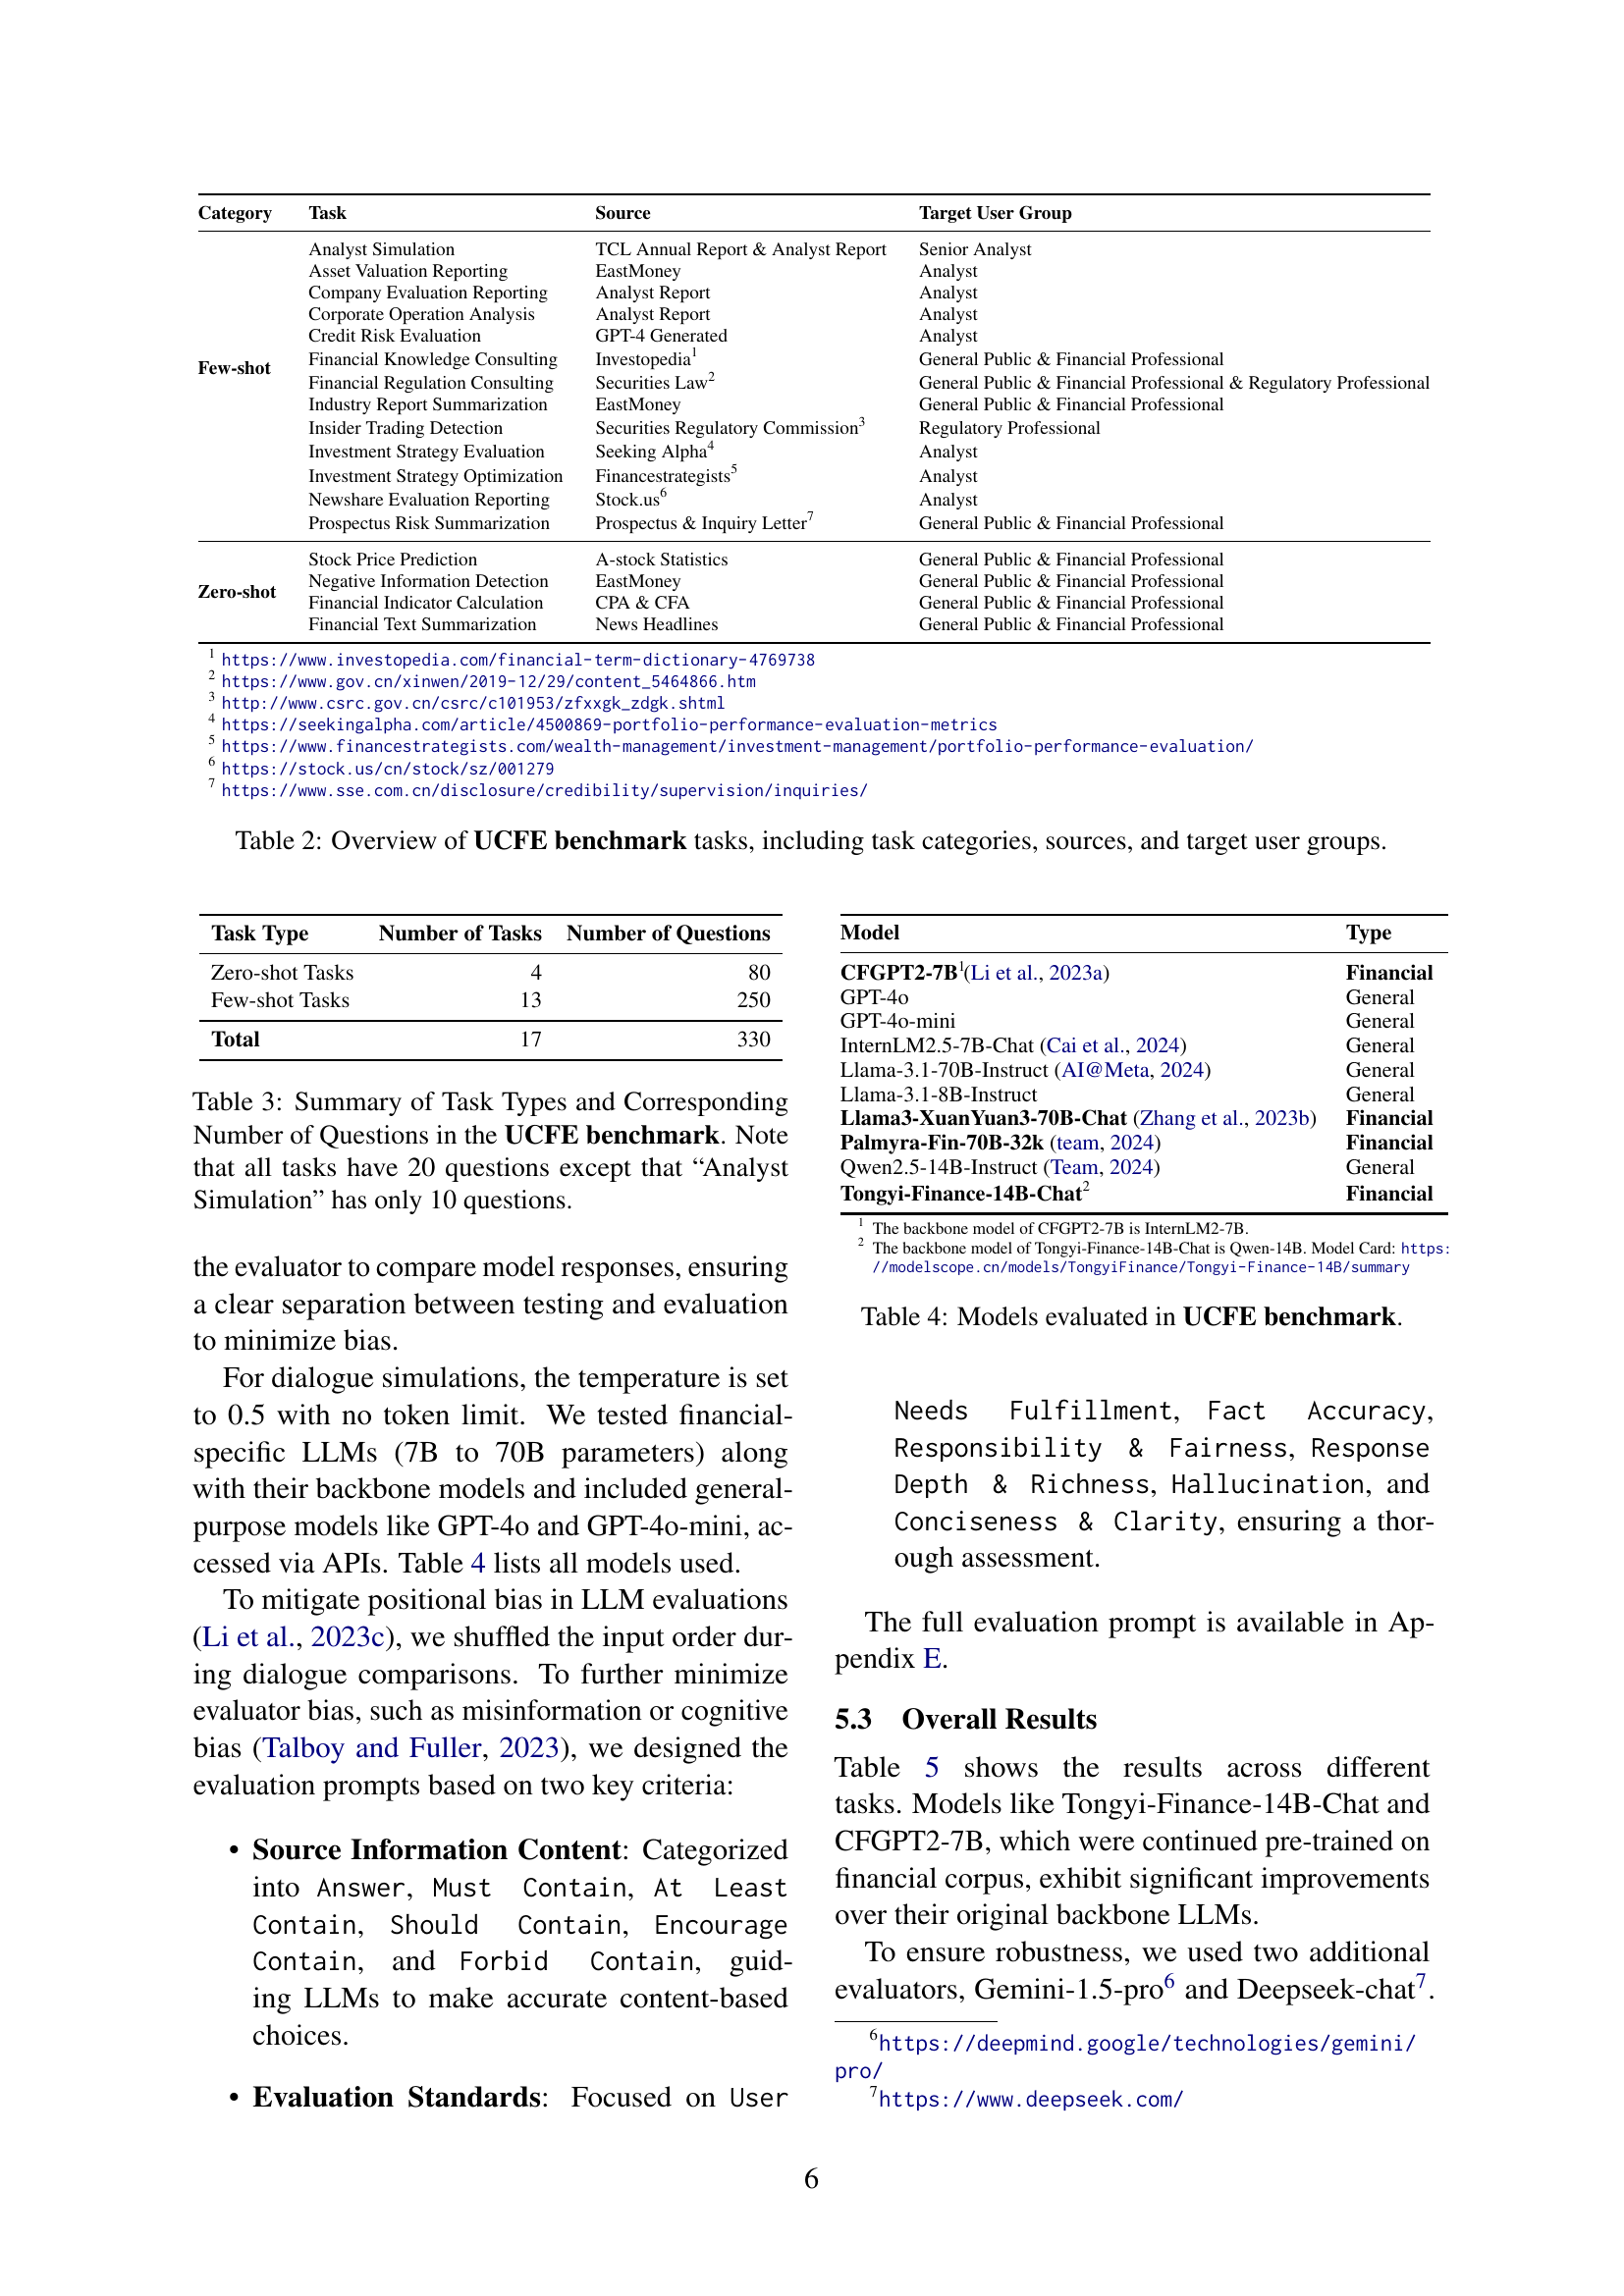 Category Task Source Target User Group
Few-shot
Analyst Simulation TCL Annual Report & Analyst Report Senior Analyst
Asset Valuation Reporting EastMoney Analyst
Company Evaluation Reporting Analyst Report Analyst
Corporate Operation Analysis Analyst Report Analyst
Credit Risk Evaluation GPT-4 Generated Analyst
Financial Knowledge Consulting Investopedia1 General Public & Financial Professional
Financial Regulation Consulting Securities Law2 General Public & Financial Professional & Regulatory Professional
Industry Report Summarization EastMoney General Public & Financial Professional
Insider Trading Detection Securities Regulatory Commission3 Regulatory Professional
Investment Strategy Evaluation Seeking Alpha4 Analyst
Investment Strategy Optimization Financestrategists5 Analyst
Newshare Evaluation Reporting Stock.us6 Analyst
Prospectus Risk Summarization Prospectus & Inquiry Letter7 General Public & Financial Professional
Zero-shot
Stock Price Prediction A-stock Statistics General Public & Financial Professional
Negative Information Detection EastMoney General Public & Financial Professional
Financial Indicator Calculation CPA & CFA General Public & Financial Professional
Financial Text Summarization News Headlines General Public & Financial Professional
1 https://www.investopedia.com/financial-term-dictionary-4769738
2 https://www.gov.cn/xinwen/2019-12/29/content_5464866.htm
3 http://www.csrc.gov.cn/csrc/c101953/zfxxgk_zdgk.shtml
4 https://seekingalpha.com/article/4500869-portfolio-performance-evaluation-metrics
5 https://www.financestrategists.com/wealth-management/investment-management/portfolio-performance-evaluation/
6 https://stock.us/cn/stock/sz/001279
7 https://www.sse.com.cn/disclosure/credibility/supervision/inquiries/
Table 2: Overview of UCFE benchmark tasks, including task categories, sources, and target user groups.
Task Type Number of Tasks Number of Questions
Zero-shot Tasks 4 80
Few-shot Tasks 13 250
Total 17 330
Table 3: Summary of Task Types and Corresponding
Number of Questions in the UCFE benchmark. Note
that all tasks have 20 questions except that “Analyst
Simulation” has only 10 questions.
the evaluator to compare model responses, ensuring
a clear separation between testing and evaluation
to minimize bias.
For dialogue simulations, the temperature is set
to 0.5 with no token limit. We tested financial-
specific LLMs (7B to 70B parameters) along
with their backbone models and included general-
purpose models like GPT-4o and GPT-4o-mini, ac-
cessed via APIs. Table 4 lists all models used.
To mitigate positional bias in LLM evaluations
(Li et al., 2023c), we shuffled the input order dur-
ing dialogue comparisons. To further minimize
evaluator bias, such as misinformation or cognitive
bias (Talboy and Fuller, 2023), we designed the
evaluation prompts based on two key criteria:
• Source Information Content: Categorized
into Answer, Must Contain, At Least
Contain, Should Contain, Encourage
Contain, and Forbid Contain, guid-
ing LLMs to make accurate content-based
choices.
• Evaluation Standards: Focused on User
Model Type
CFGPT2-7B1(Li et al., 2023a) Financial
GPT-4o General
GPT-4o-mini General
InternLM2.5-7B-Chat (Cai et al., 2024) General
Llama-3.1-70B-Instruct (AI@Meta, 2024) General
Llama-3.1-8B-Instruct General
Llama3-XuanYuan3-70B-Chat (Zhang et al., 2023b) Financial
Palmyra-Fin-70B-32k (team, 2024) Financial
Qwen2.5-14B-Instruct (Team, 2024) General
Tongyi-Finance-14B-Chat2 Financial
1 The backbone model of CFGPT2-7B is InternLM2-7B.
2 The backbone model of Tongyi-Finance-14B-Chat is Qwen-14B. Model Card: https:
//modelscope.cn/models/TongyiFinance/Tongyi-Finance-14B/summary
Table 4: Models evaluated in UCFE benchmark.
Needs Fulfillment, Fact Accuracy,
Responsibility & Fairness, Response
Depth & Richness, Hallucination, and
Conciseness & Clarity, ensuring a thor-
ough assessment.
The full evaluation prompt is available in Ap-
pendix E.
5.3 Overall Results
Table 5 shows the results across different
tasks. Models like Tongyi-Finance-14B-Chat and
CFGPT2-7B, which were continued pre-trained on
financial corpus, exhibit significant improvements
over their original backbone LLMs.
To ensure robustness, we used two additional
evaluators, Gemini-1.5-pro6 and Deepseek-chat7.
6https://deepmind.google/technologies/gemini/
pro/
7https://www.deepseek.com/
6